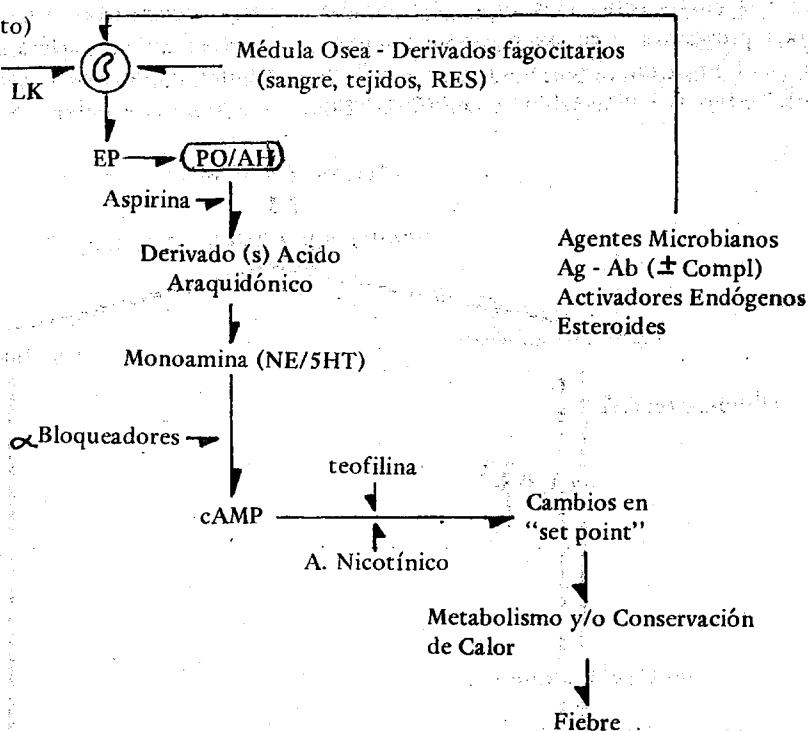 to)
LK
Médula Osea - Derivados fagocitarios
(sangre, tejidos, RES)
EP
PO/AH
Aspirina
Derivado (s) Acido
Araquidónico
Agentes Microbianos
Ag - Ab (± Compl)
Activadores Endógenos
Esteroides
Monoamina (NE/5HT)
αBloqueadores
teofilina
cAMP
Cambios en
"set point"
A. Nicotínico
Metabolismo y/o Conservación
de Calor
Fiebre